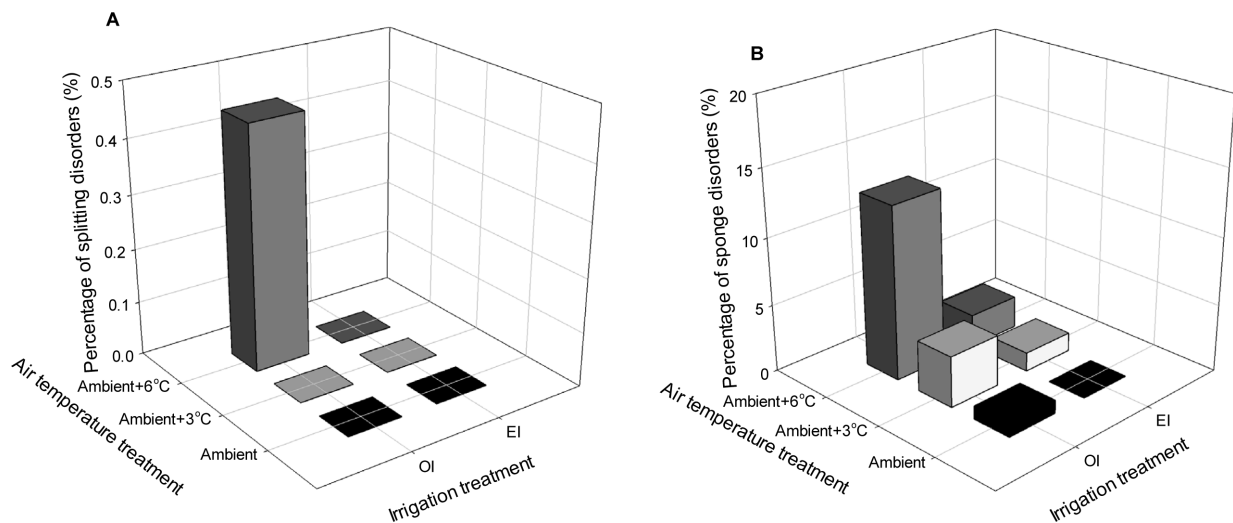 A
Percentage of splitting disorders (%)
0.5
0.4
0.3
0.2
0.1
0.0
Ambient+6°C
Ambient+3°C
Ambient
Air temperature treatment
OI
EI
Irrigation treatment
B
Percentage of sponge disorders (%)
20
15
10
5
0
Ambient+6°C
Ambient+3°C
Ambient
Air temperature treatment
OI
EI
Irrigation treatment